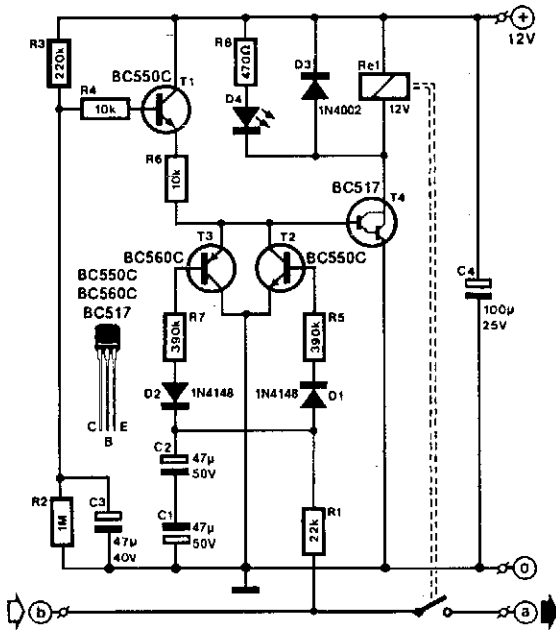 R3
220k
R4
10k
BC550C
T1
R8
470Ω
D4
D3
1N4002
Re1
12V
+
12V
R6
10k
BC517
T4
T3
BC560C
T2
BC550C
BC550C
BC560C
BC517
C
B
E
R7
390k
R5
390k
D2
1N4148
1N4148
D1
C4
100µ
25V
C2
47µ
50V
C1
47µ
50V
R2
1M
C3
47µ
40V
R1
22k
0
b
a